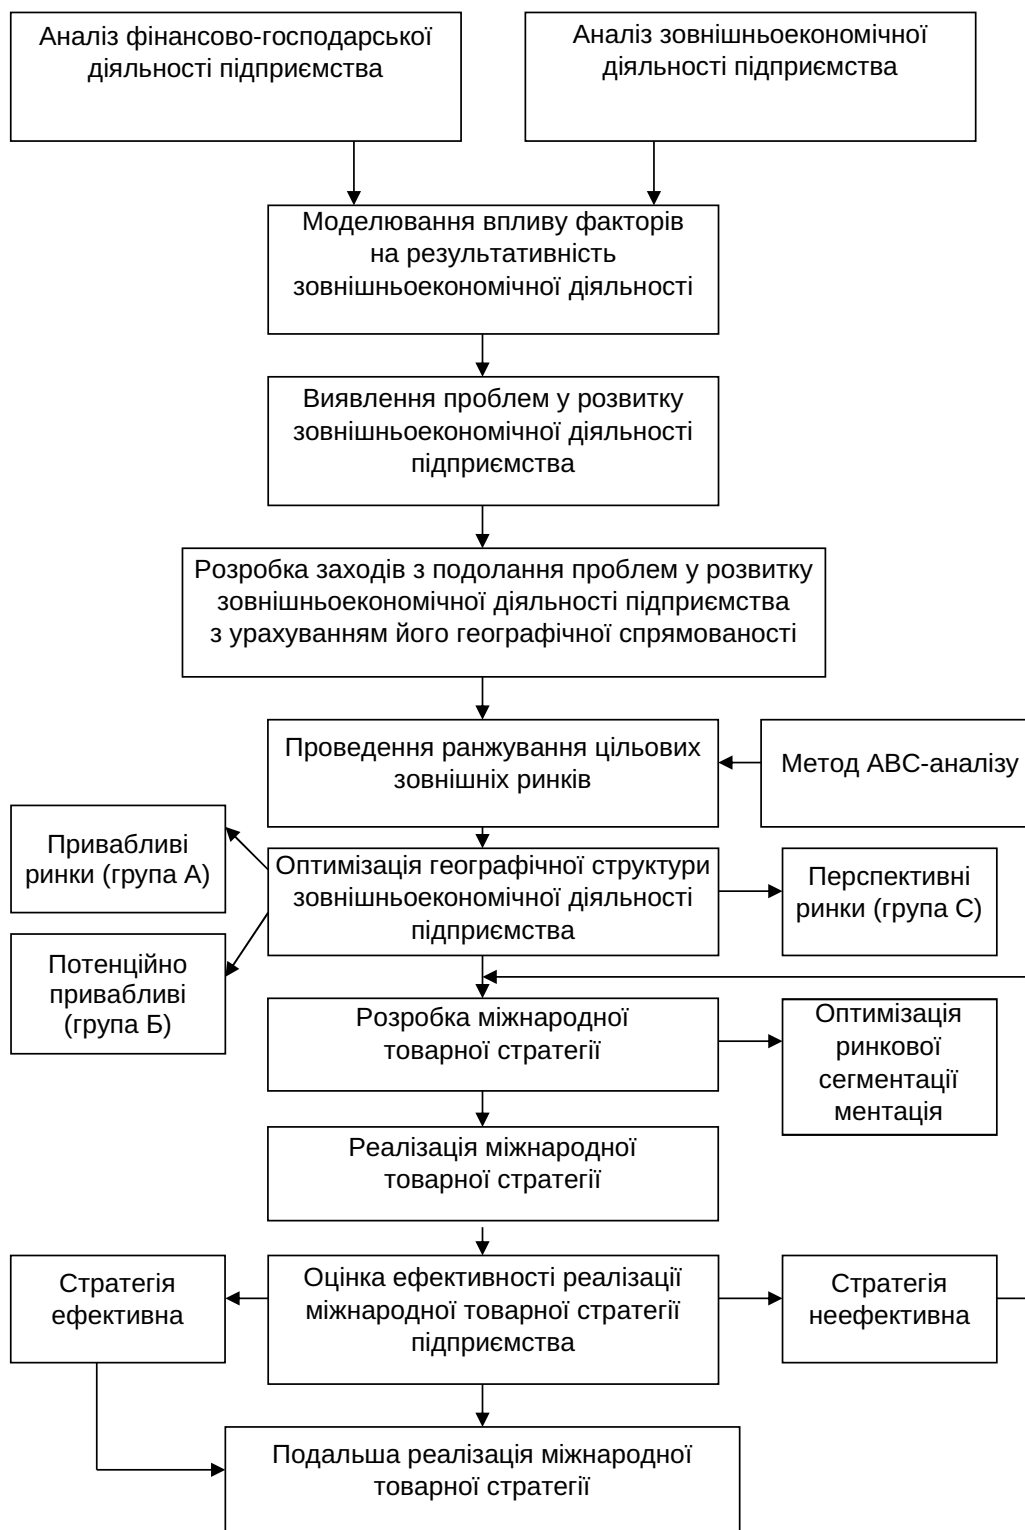 Аналіз фінансово-господарської
діяльності підприємства
Аналіз зовнішньоекономічної
діяльності підприємства
Моделювання впливу факторів
на результативність
зовнішньоекономічної діяльності
Виявлення проблем у розвитку
зовнішньоекономічної діяльності
підприємства
Розробка заходів з подолання проблем у розвитку
зовнішньоекономічної діяльності підприємства
з урахуванням його географічної спрямованості
Проведення ранжування цільових
зовнішніх ринків
Метод АВС-аналізу
Привабливі
ринки (група А)
Оптимізація географічної структури
зовнішньоекономічної діяльності
підприємства
Перспективні
ринки (група С)
Потенційно
привабливі
(група Б)
Розробка міжнародної
товарної стратегії
Оптимізація
ринкової
сегментації
ментація
Реалізація міжнародної
товарної стратегії
Стратегія
ефективна
Оцінка ефективності реалізації
міжнародної товарної стратегії
підприємства
Стратегія
неефективна
Подальша реалізація міжнародної
товарної стратегії